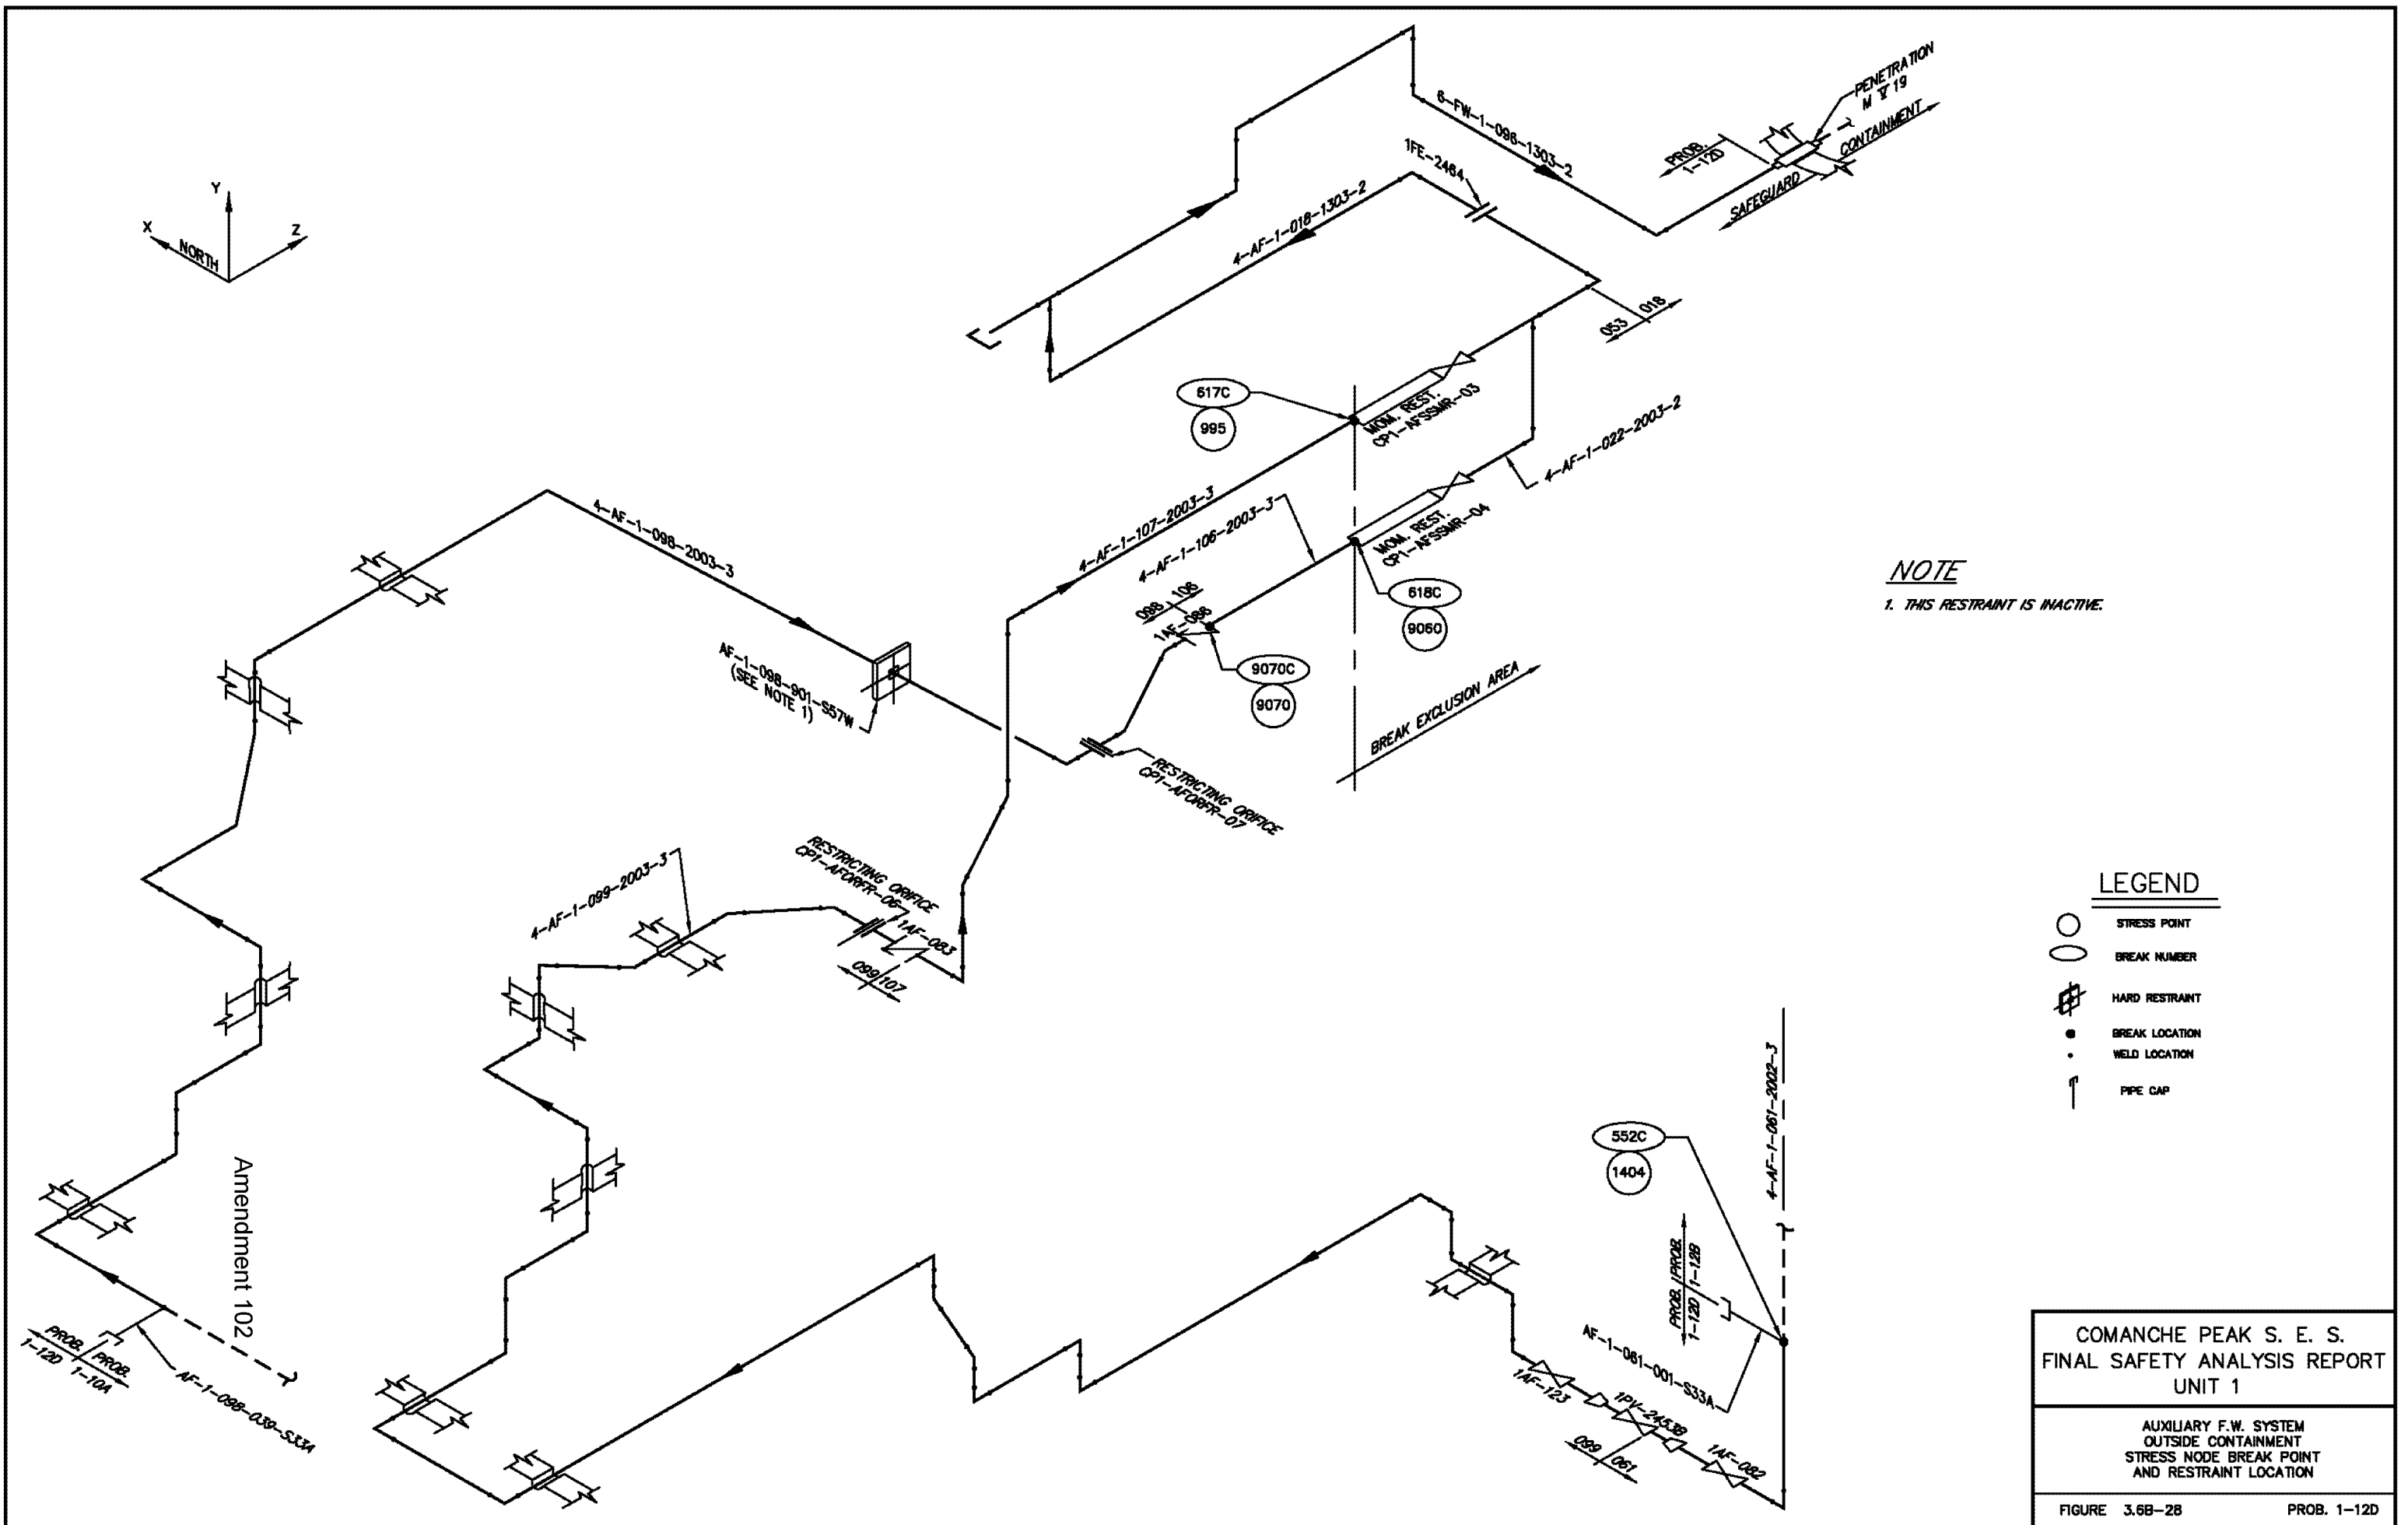 Y
X
Z
NORTH
6-FW-1-096-1303-2
PENETRATION
M V 19
CONTAINMENT
SAFEGUARD
PROB.
1-12D
1FE-2464
4-AF-1-018-1303-2
053 018
617C
995
MOM. REST.
CP1-AFSSMR-03
4-AF-1-022-2003-2
4-AF-1-107-2003-3
4-AF-1-106-2003-3
MOM. REST.
CP1-AFSSMR-04
618C
9060
098 106
1AF-086
9070C
9070
BREAK EXCLUSION AREA
4-AF-1-098-2003-3
AF-1-098-901-S57W
(SEE NOTE 1)
RESTRICTING ORIFICE
CP1-AFORFR-07
NOTE
1. THIS RESTRAINT IS INACTIVE.
RESTRICTING ORIFICE
CP1-AFORFR-06
1AF-083
4-AF-1-099-2003-3
099 107
LEGEND
STRESS POINT
BREAK NUMBER
HARD RESTRAINT
BREAK LOCATION
WELD LOCATION
PIPE CAP
4-AF-1-061-2002-3
552C
1404
PROB. PROB.
1-12D 1-12B
AF-1-061-001-S33A
1AF-123
1PV-2453B
1AF-082
099 061
Amendment 102
PROB. PROB.
1-12D 1-10A
AF-1-098-039-S33A
COMANCHE PEAK S. E. S.
FINAL SAFETY ANALYSIS REPORT
UNIT 1
AUXILIARY F.W. SYSTEM
OUTSIDE CONTAINMENT
STRESS NODE BREAK POINT
AND RESTRAINT LOCATION
FIGURE 3.6B-28 PROB. 1-12D